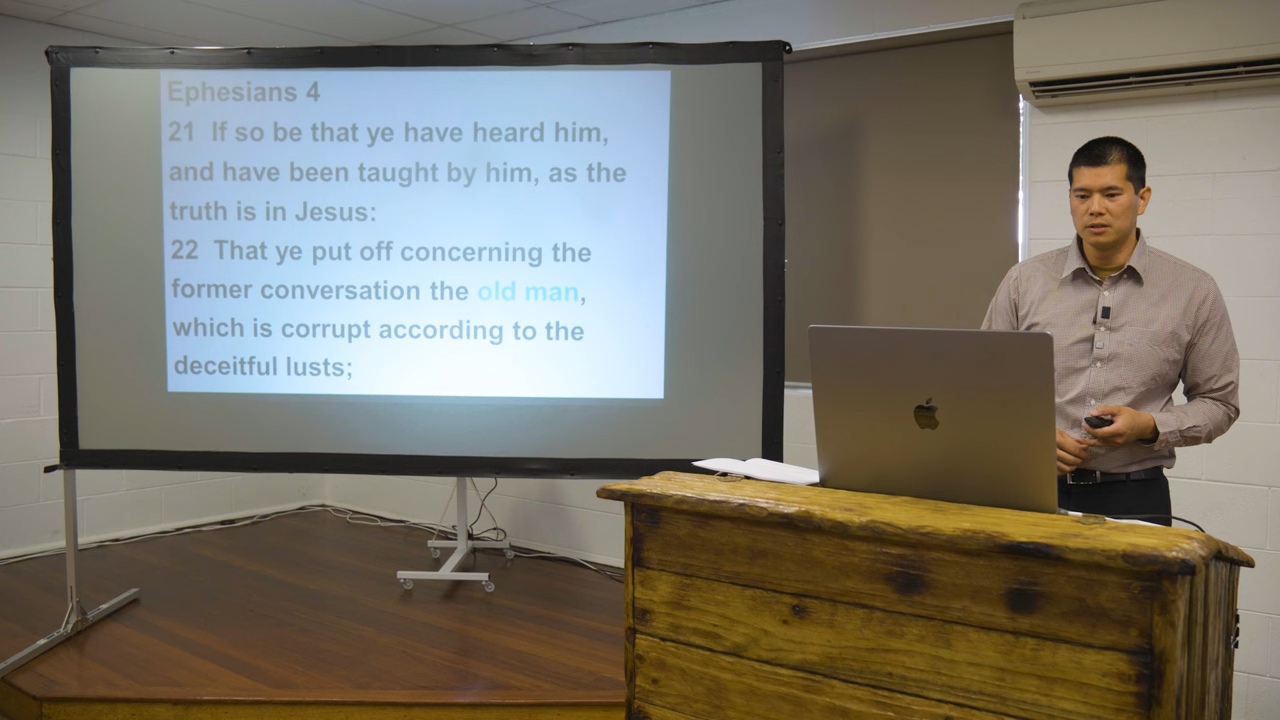 Ephesians 4
21 If so be that ye have heard him,
and have been taught by him, as the
truth is in Jesus:
22 That ye put off concerning the
former conversation the old man,
which is corrupt according to the
deceitful lusts;